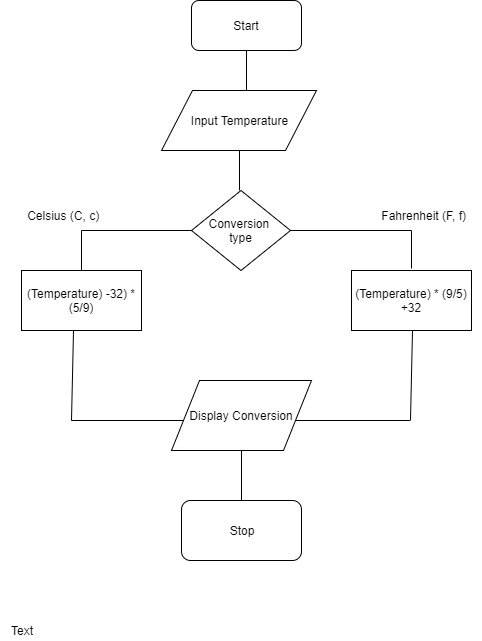 Start
Input Temperature
Celsius (C, c)
Conversion
type
Fahrenheit (F, f)
(Temperature) -32) *
(5/9)
(Temperature) * (9/5)
+32
Display Conversion
Stop
Text